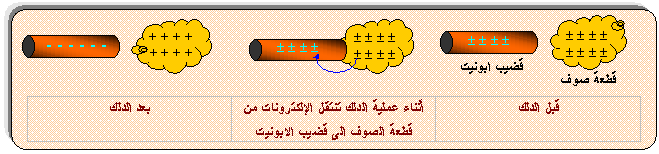 ± ± ± ±
± ± ± ±
± ± ± ±
قضيب ابونيت
قطعة صوف
± ± ± ±
± ± ± ±
± ± ± ±
+ + + +
+ + + +
- - - - - -
قبل الدلك
أثناء عملية الدلك تنتقل الإلكترونات من
قطعة الصوف الى قضيب الابونيت
بعد الدلك